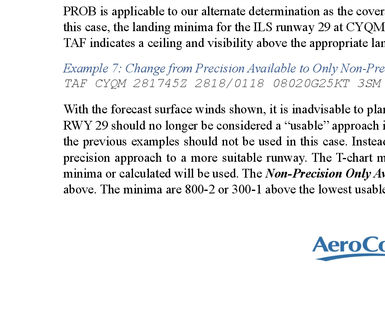 PROB is applicable to our alternate determination as the cover
this case, the landing minima for the ILS runway 29 at CYQM
TAF indicates a ceiling and visibility above the appropriate lan
Example 7: Change from Precision Available to Only Non-Pre
TAF CYQM 281745Z 2818/0118 08020G25KT 3SM
With the forecast surface winds shown, it is inadvisable to plan
RWY 29 should no longer be considered a “usable” approach i
the previous examples should not be used in this case. Instead
precision approach to a more suitable runway. The T-chart m
minima or calculated will be used. The Non-Precision Only Av
above. The minima are 800-2 or 300-1 above the lowest usable
AeroCo